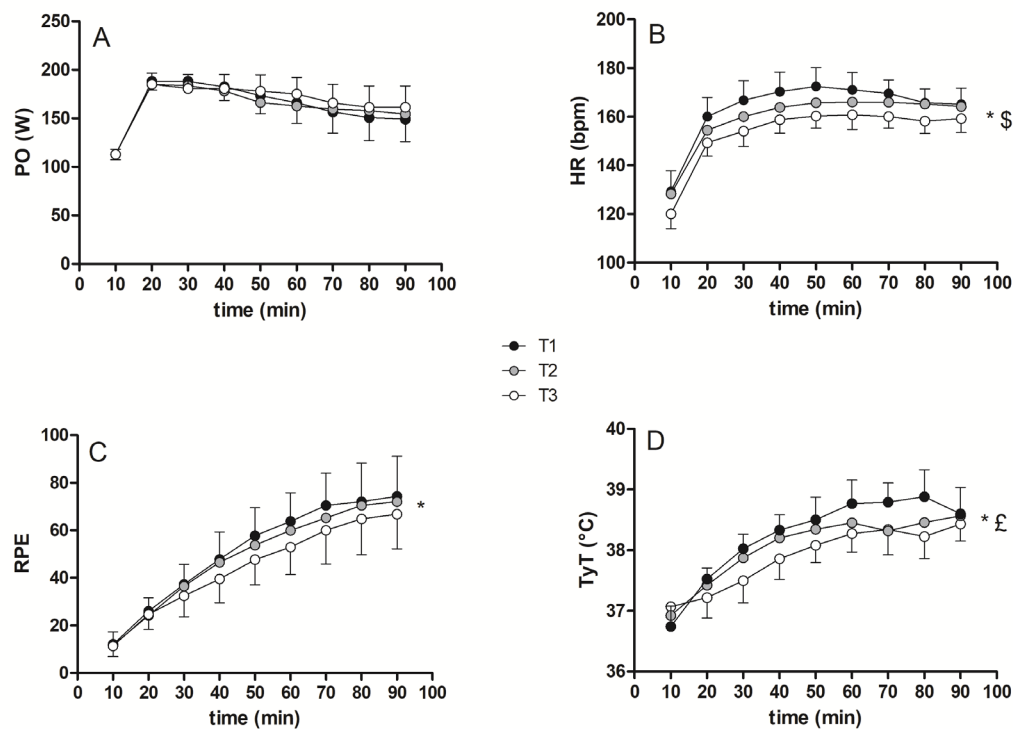 A
PO (W)
250
200
150
100
50
0
0 10 20 30 40 50 60 70 80 90 100
time (min)
B
HR (bpm)
200
180
160
140
120
100
* $
0 10 20 30 40 50 60 70 80 90 100
time (min)
T1
T2
T3
C
RPE
100
80
60
40
20
0
*
0 10 20 30 40 50 60 70 80 90 100
time (min)
D
TyT (°C)
40
39
38
37
36
* £
0 10 20 30 40 50 60 70 80 90 100
time (min)